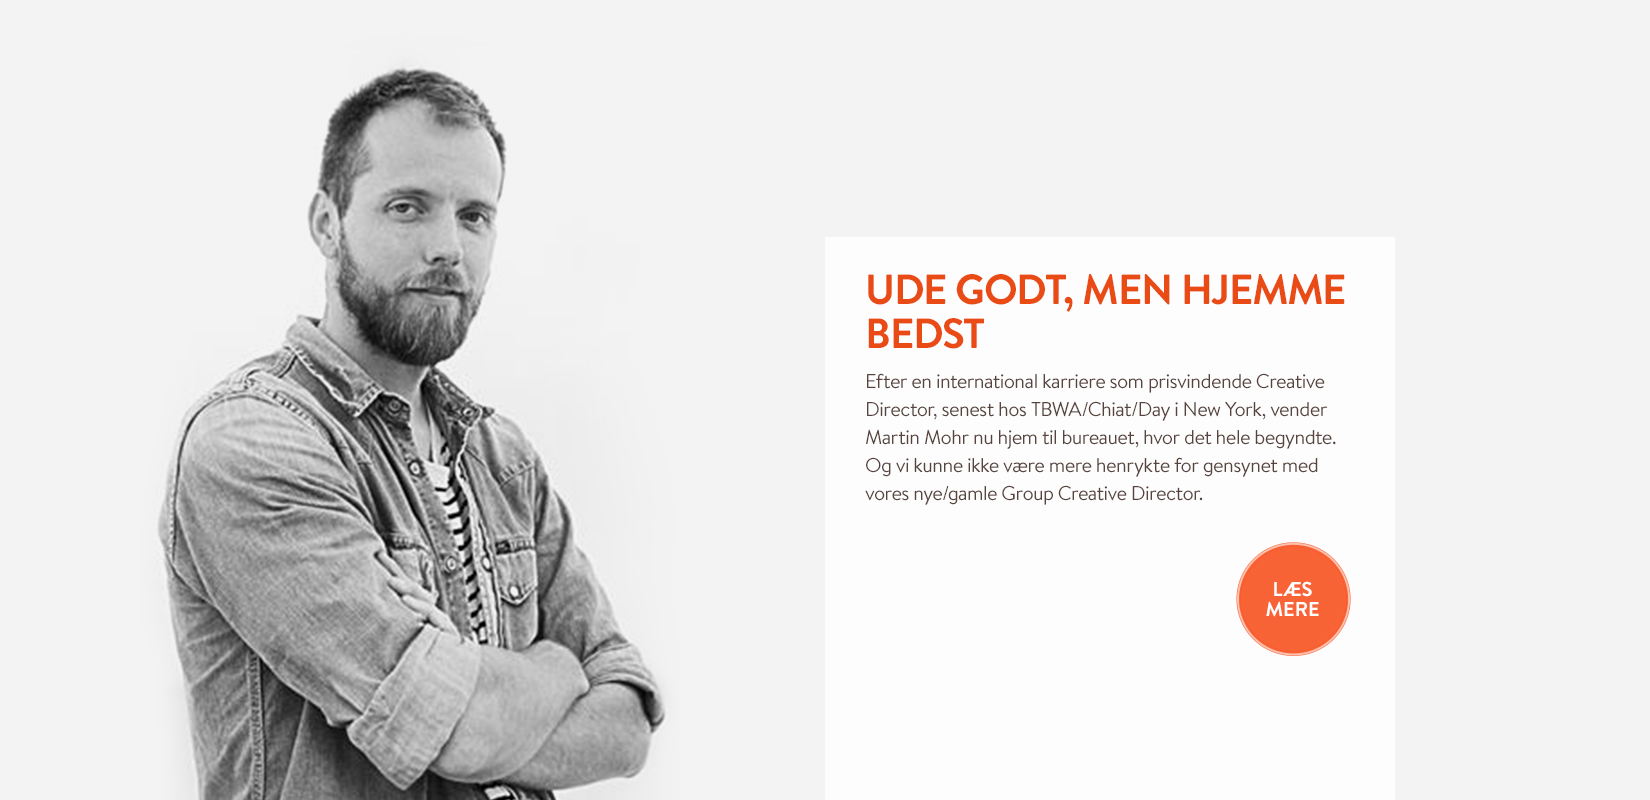 UDE GODT, MEN HJEMME
BEDST
Efter en international karriere som prisvindende Creative
Director, senest hos TBWA/Chiat/Day i New York, vender
Martin Mohr nu hjem til bureauet, hvor det hele begyndte.
Og vi kunne ikke være mere henrykte for gensynet med
vores nye/gamle Group Creative Director.
LÆS
MERE